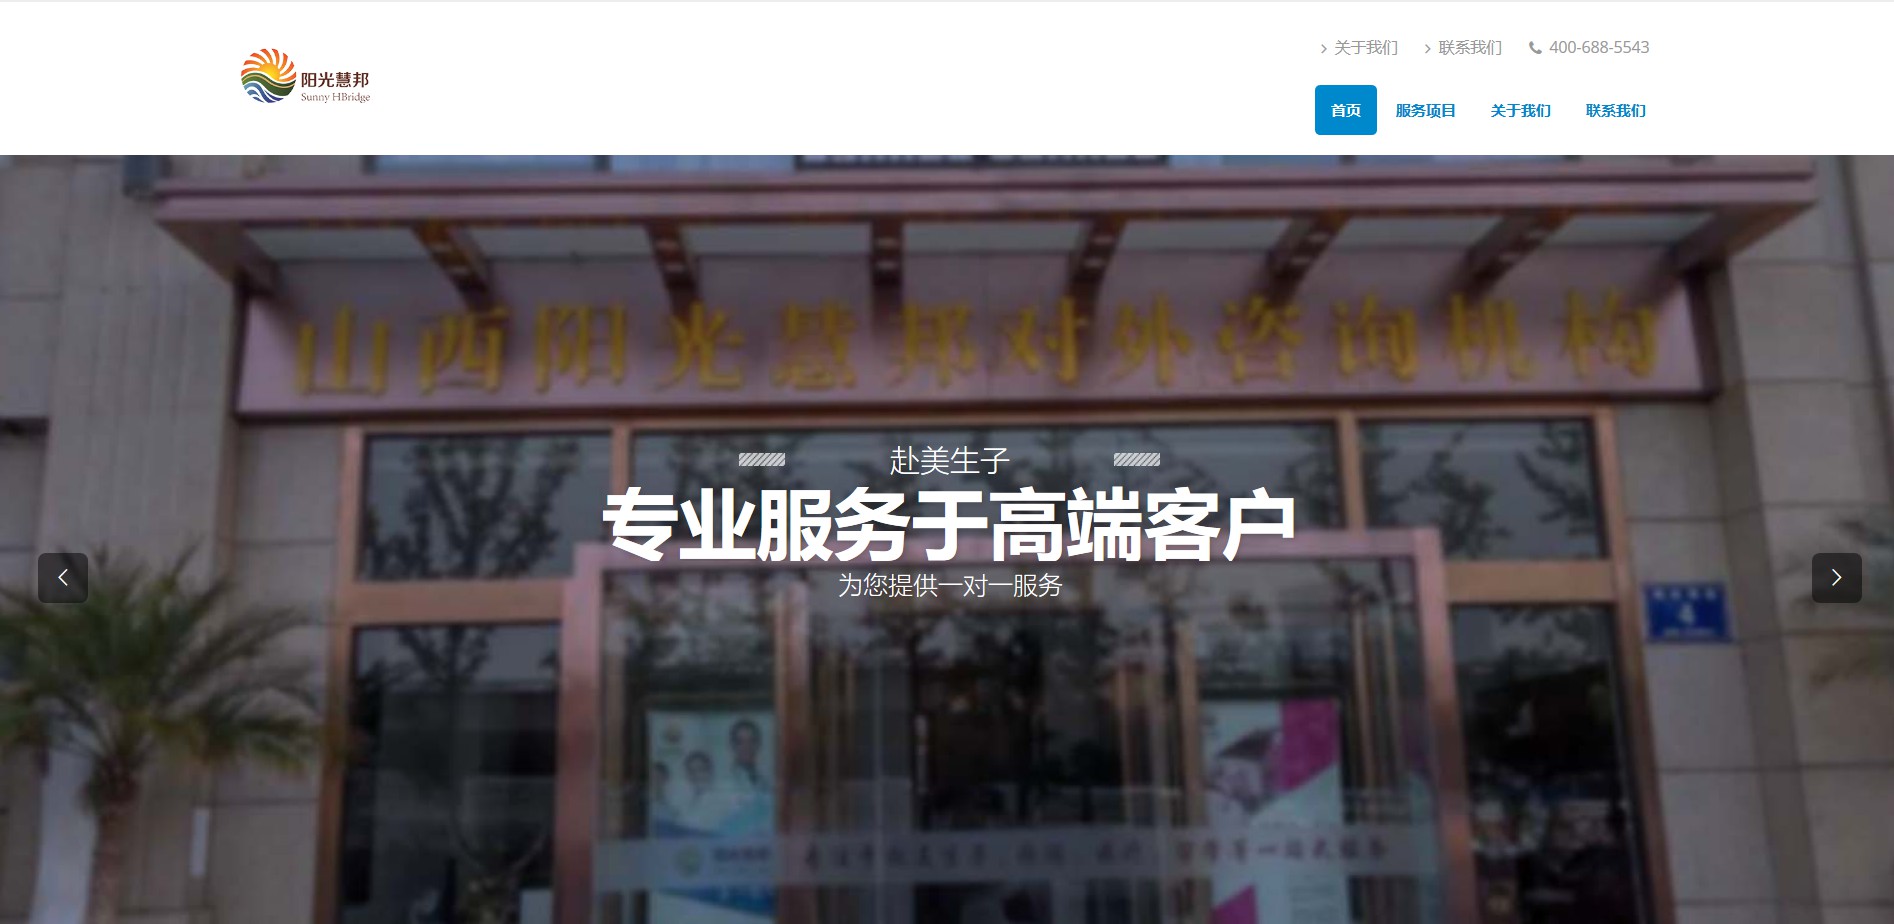 阳光慧邦
Sunny HBridge
关于我们
联系我们
400-688-5543
首页
服务项目
关于我们
联系我们
山西阳光慧邦对外咨询机构
赴美生子
专业服务于高端客户
为您提供一对一服务
4